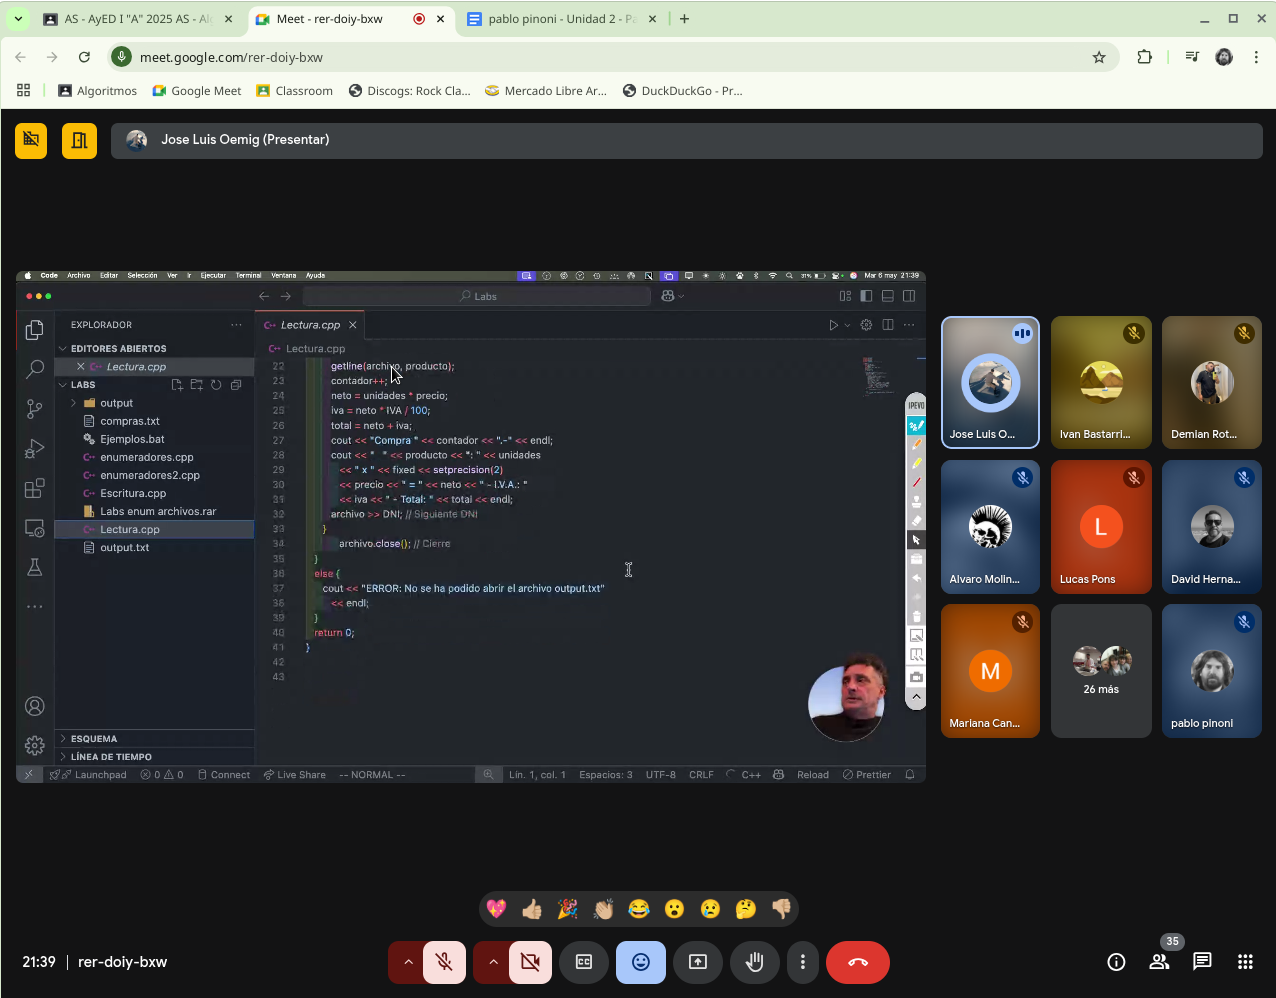 AS - AyED I "A" 2025 AS - Al
Meet - rer-doiy-bxw
pablo pinoni - Unidad 2 - P
meet.google.com/rer-doiy-bxw
Algoritmos
Google Meet
Classroom
Discogs: Rock Cla...
Mercado Libre Ar...
DuckDuckGo - Pr...
Jose Luis Oemig (Presentar)
Code Archivo Editar Selección Ver Ir Ejecutar Terminal Ventana Ayuda
31%
Mar 6 may 21:39
Labs
EXPLORADOR
EDITORES ABIERTOS
Lectura.cpp
LABS
output
compras.txt
Ejemplos.bat
enumeradores.cpp
enumeradores2.cpp
Escritura.cpp
Labs enum archivos.rar
Lectura.cpp
output.txt
ESQUEMA
LÍNEA DE TIEMPO
Lectura.cpp
Lectura.cpp
22 getline(archivo, producto);
23 contador++;
24 neto = unidades * precio;
25 iva = neto * IVA / 100;
26 total = neto + iva;
27 cout << "Compra " << contador << ".-" << endl;
28 cout << "   " << producto << ": " << unidades
29 << " x " << fixed << setprecision(2)
30 << precio << " = " << neto << " - I.V.A.: "
31 << iva << " - Total: " << total << endl;
32 archivo >> DNI; // Siguiente DNI
33 }
34 archivo.close(); // Cierre
35 }
36 else {
37 cout << "ERROR: No se ha podido abrir el archivo output.txt"
38 << endl;
39 }
40 return 0;
41 }
42
43
IPEVO
Launchpad
0 0
Connect
Live Share
-- NORMAL --
Lín. 1, col. 1
Espacios: 3
UTF-8
CRLF
C++
Reload
Prettier
Jose Luis O...
Ivan Bastarri...
Demian Rot...
Alvaro Molin...
L
Lucas Pons
David Herna...
M
Mariana Can...
26 más
pablo pinoni
21:39 | rer-doiy-bxw
CC
35